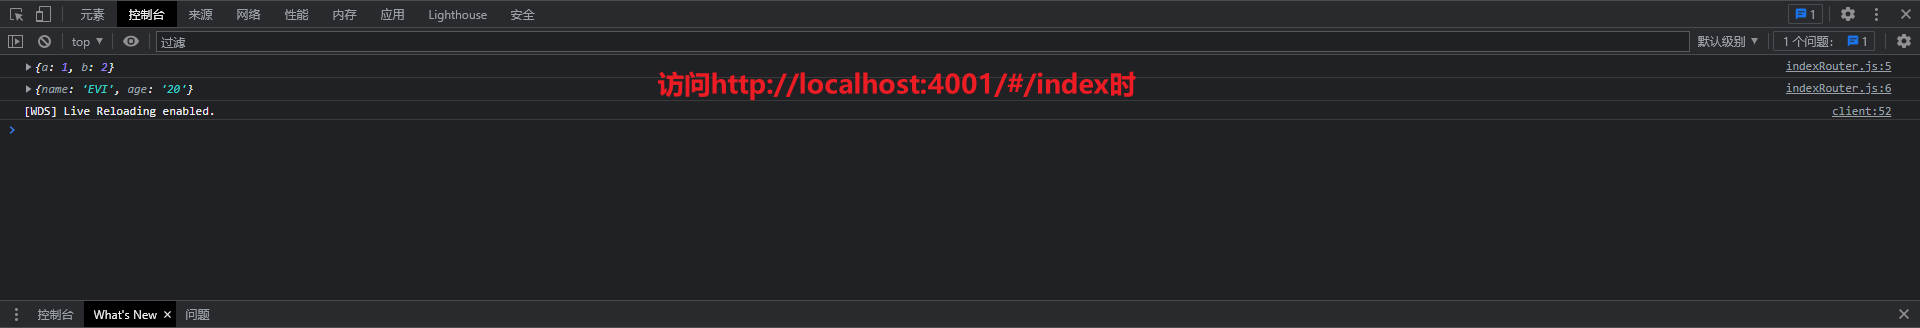 元素 控制台 来源 网络 性能 内存 应用 Lighthouse 安全 1
top 过滤 默认级别 1 个问题: 1
{a: 1, b: 2} indexRouter.js:5
访问http://localhost:4001/#/index时
{name: 'EVI', age: '20'} indexRouter.js:6
[WDS] Live Reloading enabled. client:52
控制台 What's New 问题